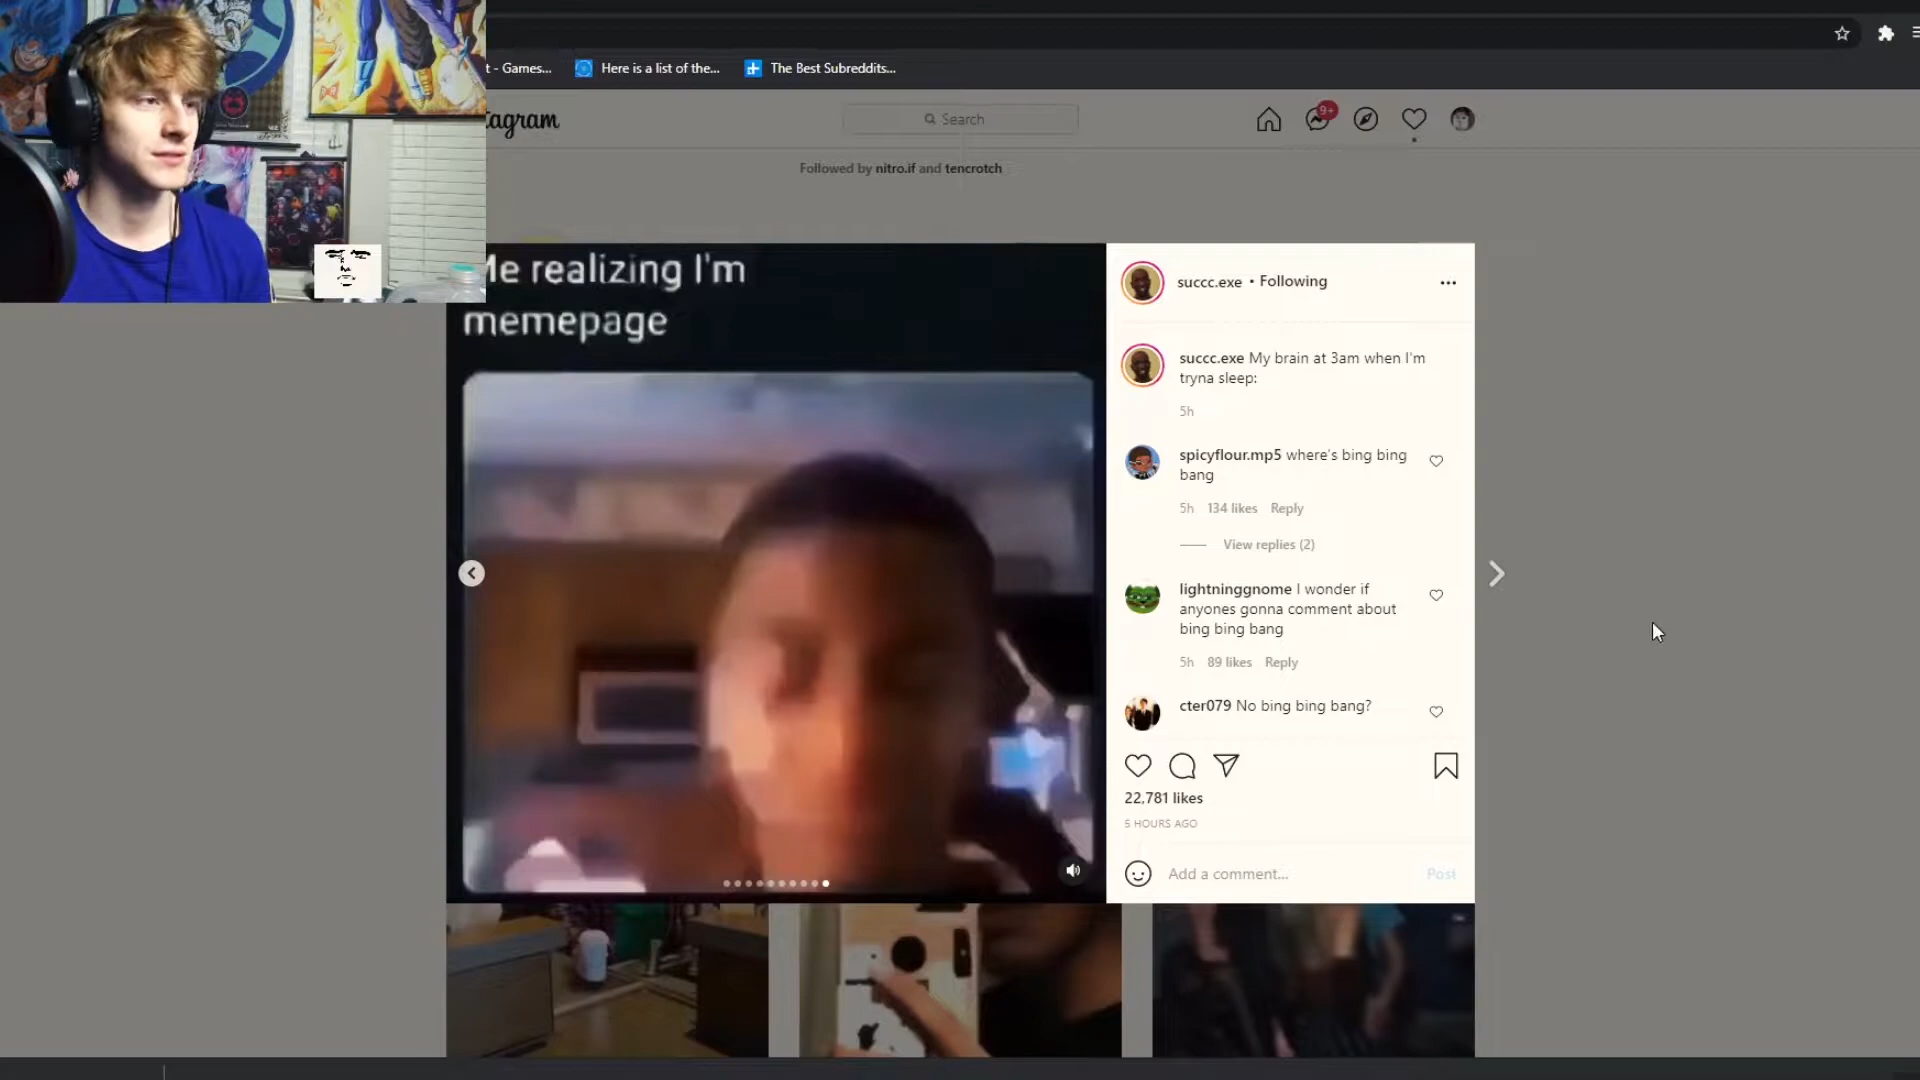 t - Games...
Here is a list of the...
The Best Subreddits...
tagram
Search
9+
Followed by nitro.if and tencrotch
Me realizing I'm
memepage
succc.exe • Following
succc.exe My brain at 3am when I'm
tryna sleep:
5h
spicyflour.mp5 where's bing bing
bang
5h 134 likes Reply
View replies (2)
lightninggnome I wonder if
anyones gonna comment about
bing bing bang
5h 89 likes Reply
cter079 No bing bing bang?
22,781 likes
5 HOURS AGO
Add a comment...
Post